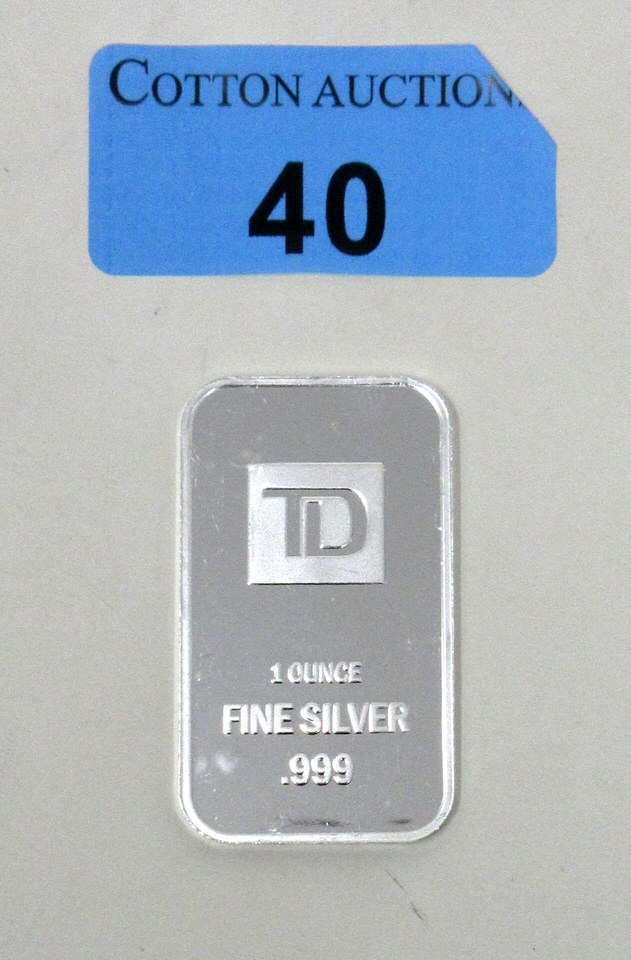 COTTON AUCTION
40
TD
1 OUNCE
FINE SILVER
.999